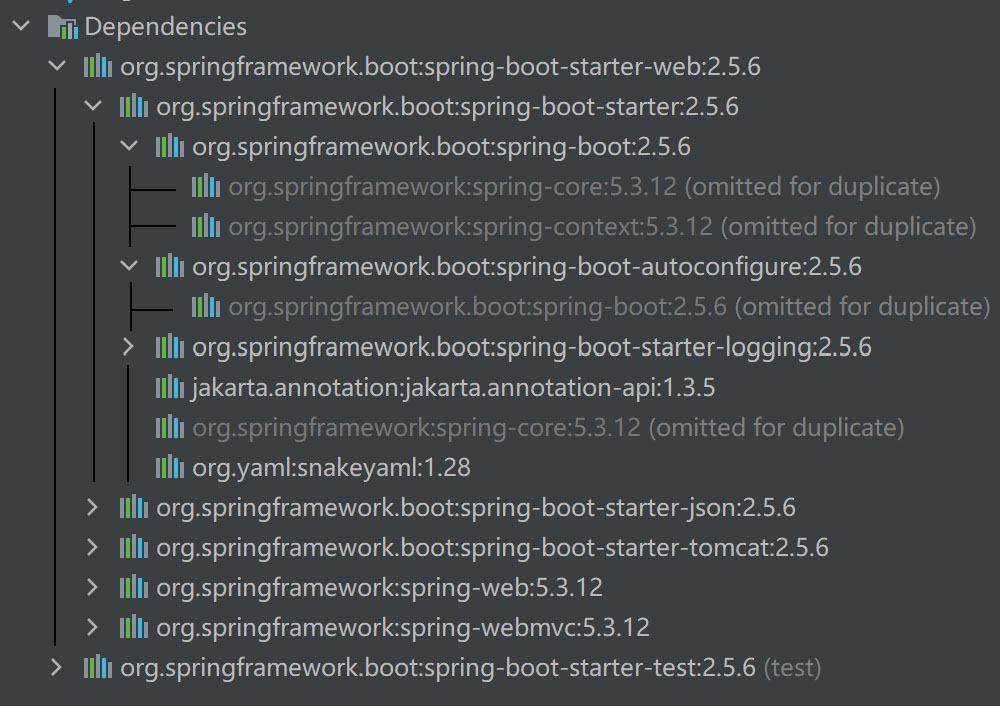 Dependencies
org.springframework.boot:spring-boot-starter-web:2.5.6
org.springframework.boot:spring-boot-starter:2.5.6
org.springframework.boot:spring-boot:2.5.6
org.springframework:spring-core:5.3.12 (omitted for duplicate)
org.springframework:spring-context:5.3.12 (omitted for duplicate)
org.springframework.boot:spring-boot-autoconfigure:2.5.6
org.springframework.boot:spring-boot:2.5.6 (omitted for duplicate)
org.springframework.boot:spring-boot-starter-logging:2.5.6
jakarta.annotation:jakarta.annotation-api:1.3.5
org.springframework:spring-core:5.3.12 (omitted for duplicate)
org.yaml:snakeyaml:1.28
org.springframework.boot:spring-boot-starter-json:2.5.6
org.springframework.boot:spring-boot-starter-tomcat:2.5.6
org.springframework:spring-web:5.3.12
org.springframework:spring-webmvc:5.3.12
org.springframework.boot:spring-boot-starter-test:2.5.6 (test)